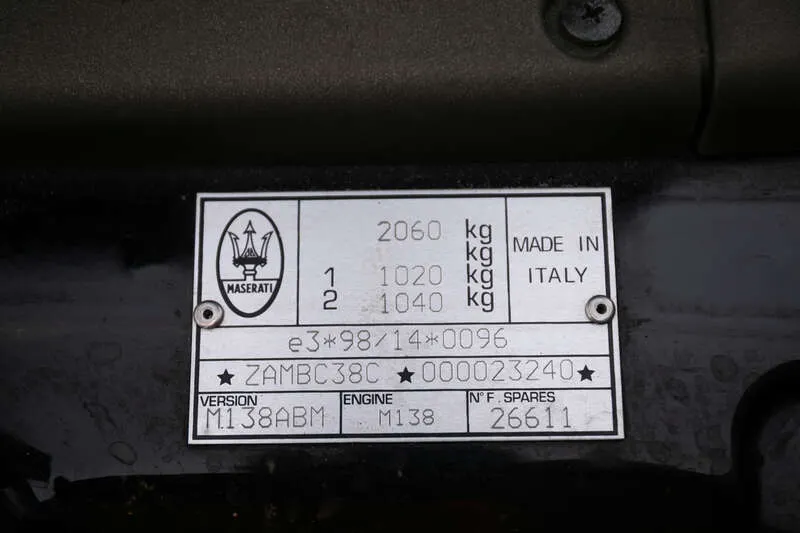 MASERATI
2060 kg
kg
1 1020 kg
2 1040 kg
MADE IN
ITALY
e3*98/14*0096
★ ZAMBC38C ★ 000023240 ★
VERSION ENGINE Nº F. SPARES
M138ABM M138 26611